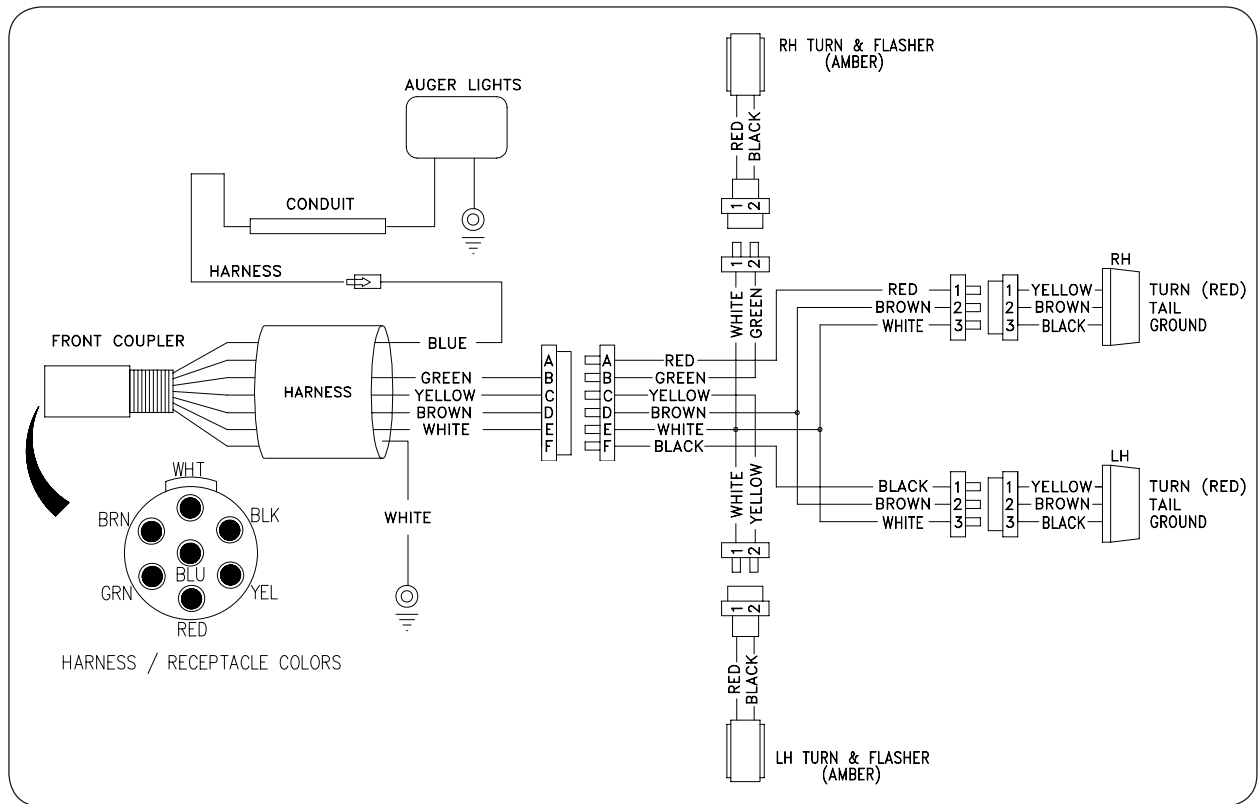 RH TURN & FLASHER
(AMBER)
AUGER LIGHTS
RED
BLACK
CONDUIT
1
2
HARNESS
1
2
WHITE
GREEN
RH
RED 1 1 YELLOW TURN (RED)
BROWN 2 2 BROWN TAIL
WHITE 3 3 BLACK GROUND
FRONT COUPLER
BLUE
HARNESS
A A RED
GREEN B B GREEN
YELLOW C C YELLOW
BROWN D D BROWN
WHITE E E WHITE
F F BLACK
WHITE
YELLOW
LH
BLACK 1 1 YELLOW TURN (RED)
BROWN 2 2 BROWN TAIL
WHITE 3 3 BLACK GROUND
WHITE
1
2
WHT
BRN
BLK
BLU
GRN
YEL
RED
HARNESS / RECEPTACLE COLORS
1
2
RED
BLACK
LH TURN & FLASHER
(AMBER)